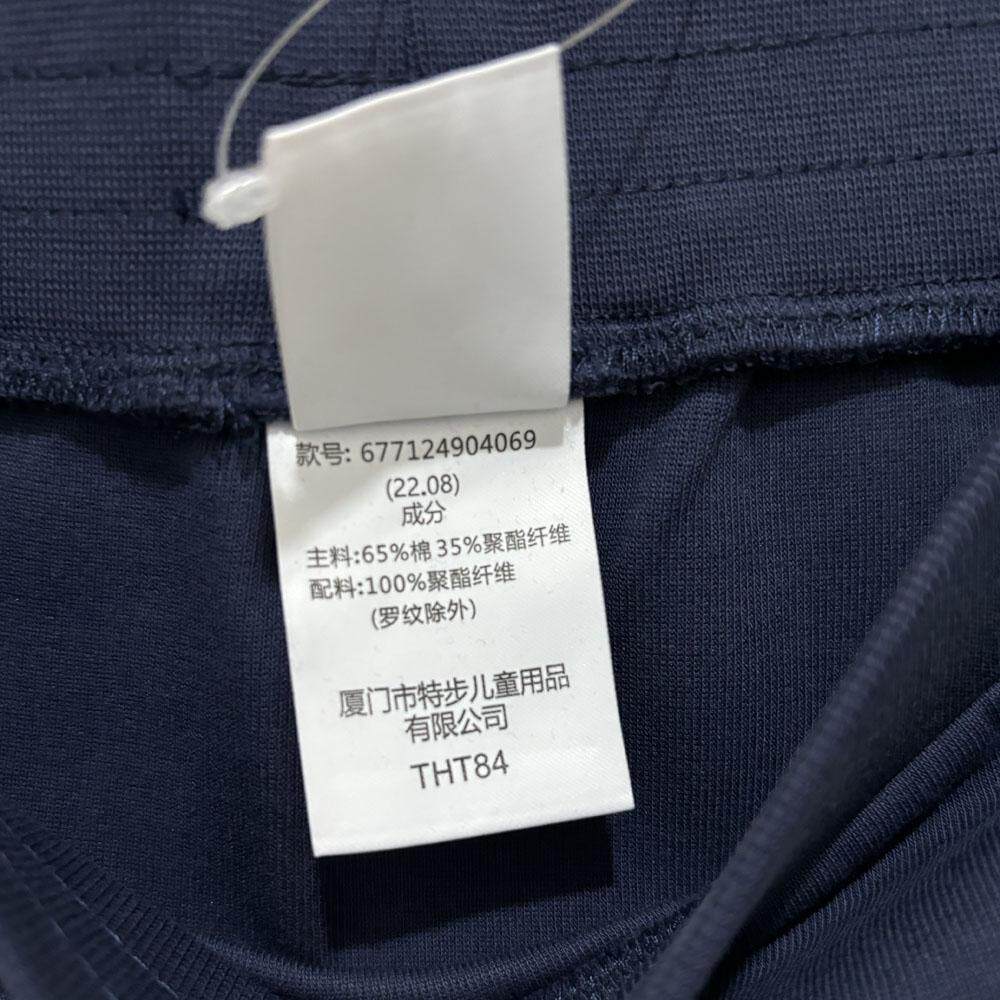 款号: 677124904069
(22.08)
成分
主料:65%棉 35%聚酯纤维
配料:100%聚酯纤维
(罗纹除外)
厦门市特步儿童用品
有限公司
THT84